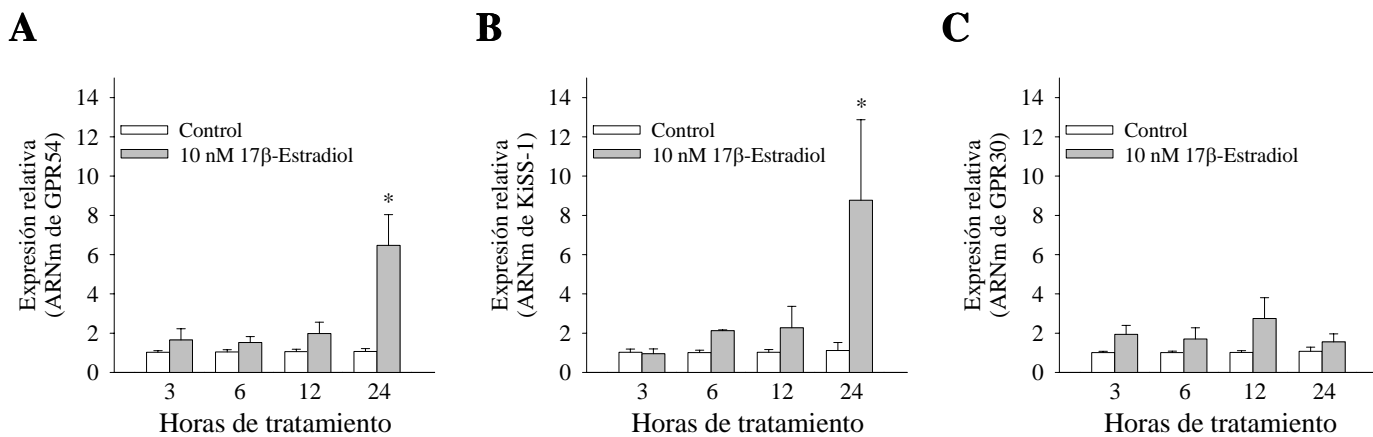 A
Expresión relativa
(ARNm de GPR54)
14
12
10
8
6
4
2
0
Control
10 nM 17β-Estradiol
*
3 6 12 24
Horas de tratamiento
B
Expresión relativa
(ARNm de KiSS-1)
14
12
10
8
6
4
2
0
Control
10 nM 17β-Estradiol
*
3 6 12 24
Horas de tratamiento
C
Expresión relativa
(ARNm de GPR30)
14
12
10
8
6
4
2
0
Control
10 nM 17β-Estradiol
3 6 12 24
Horas de tratamiento